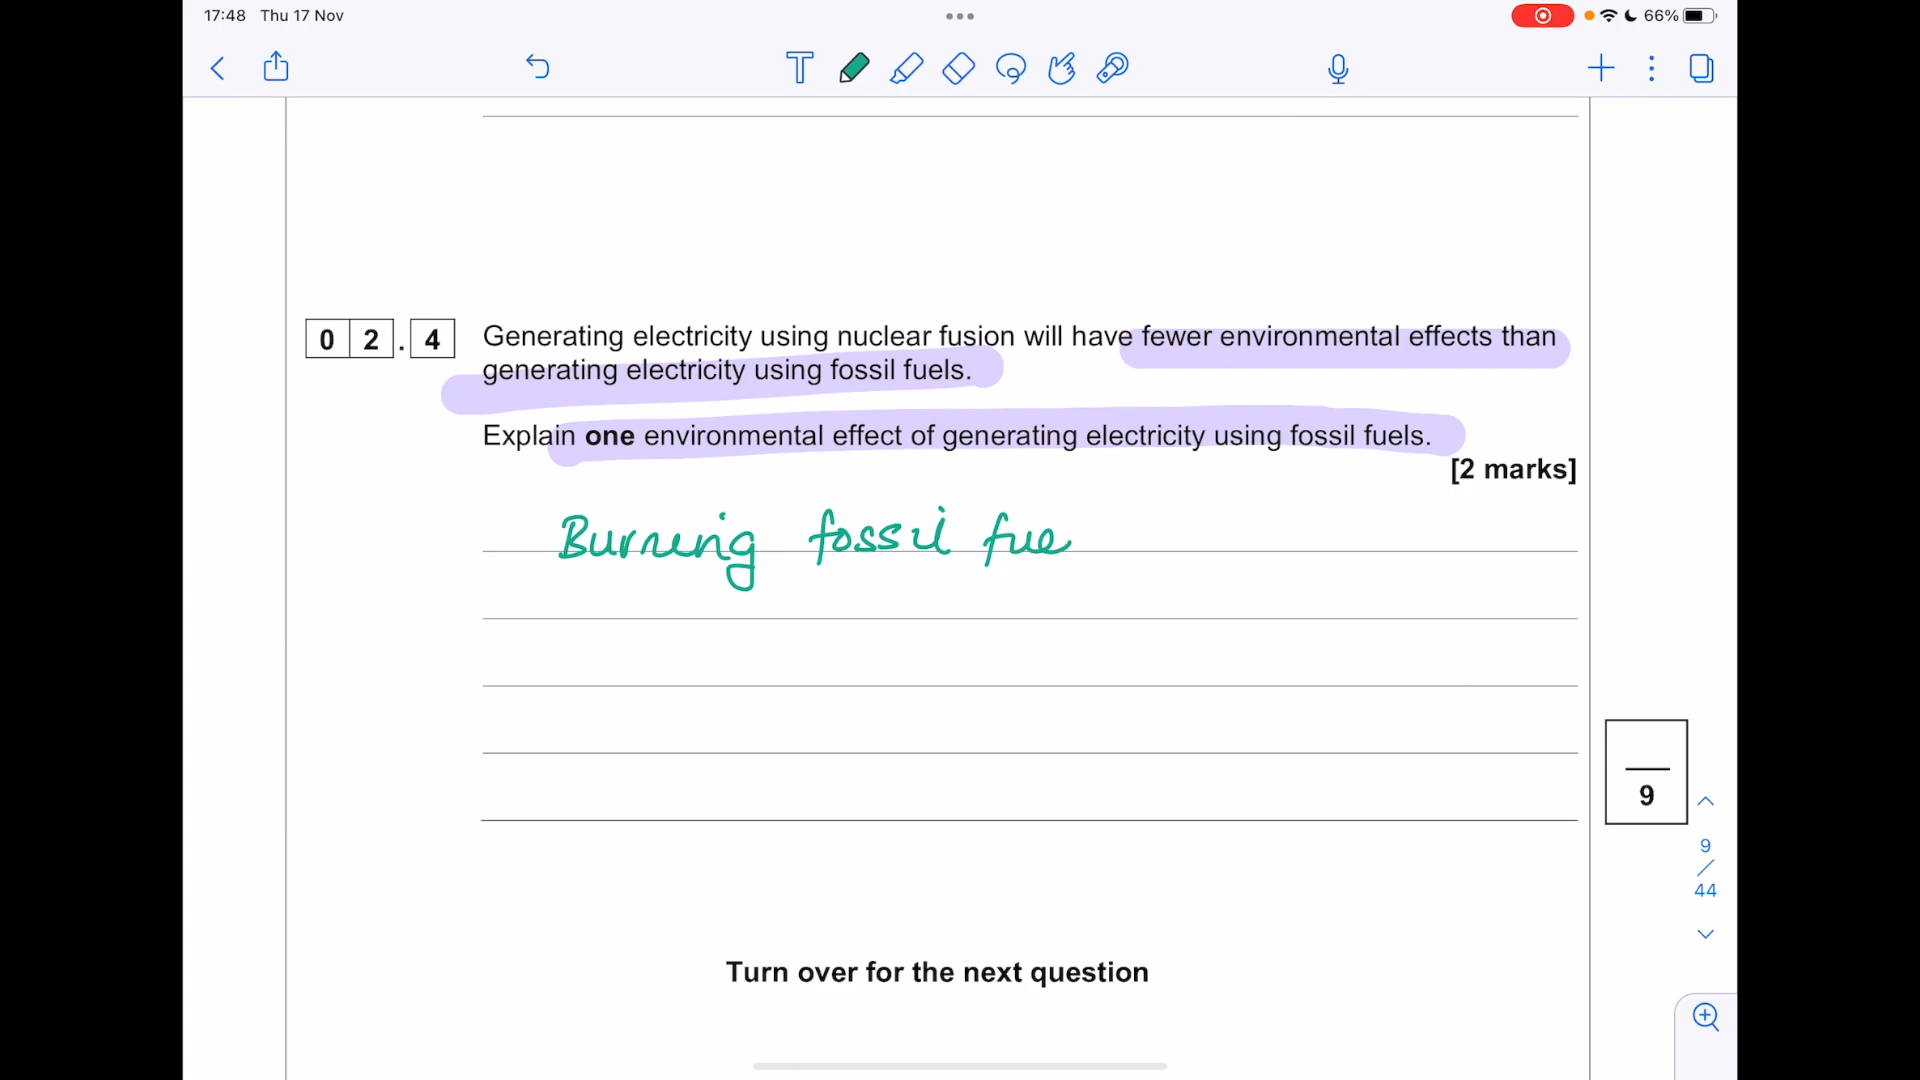 17:48 Thu 17 Nov
66%
0 2 . 4 Generating electricity using nuclear fusion will have fewer environmental effects than
generating electricity using fossil fuels.
Explain one environmental effect of generating electricity using fossil fuels.
[2 marks]
Burning fossil fue
9
9
/
44
Turn over for the next question